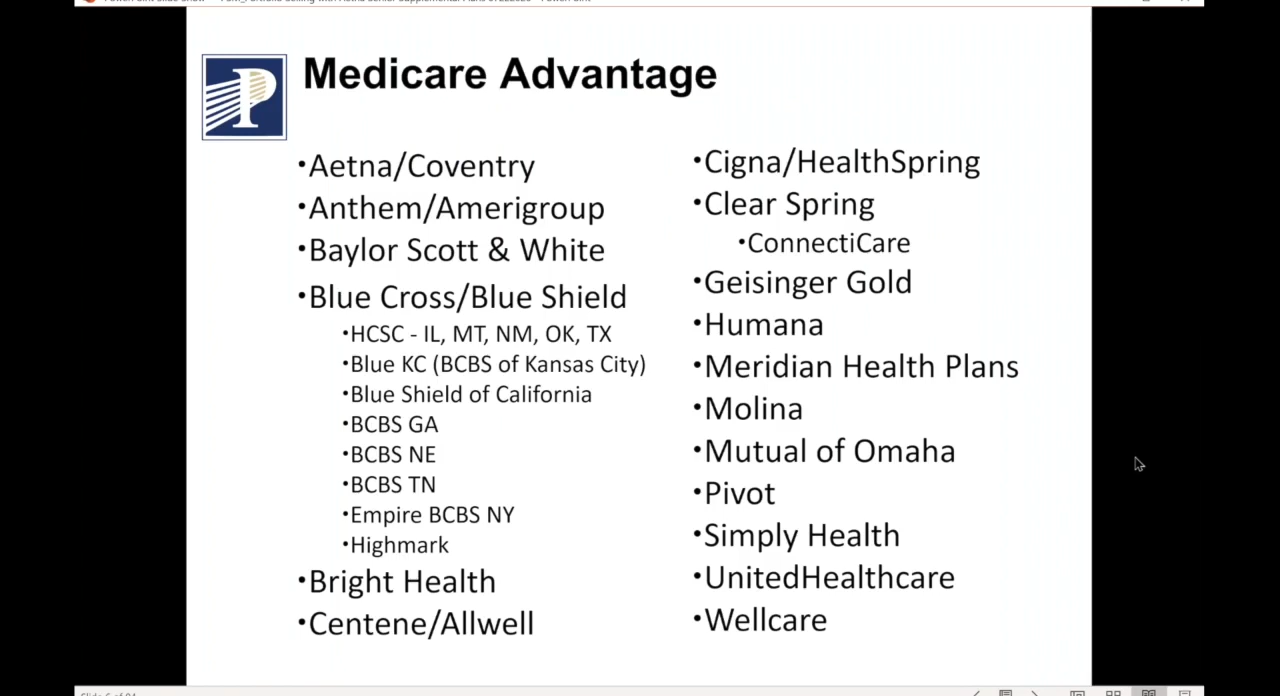 Medicare Advantage
•Aetna/Coventry
•Anthem/Amerigroup
•Baylor Scott & White
•Blue Cross/Blue Shield
•HCSC - IL, MT, NM, OK, TX
•Blue KC (BCBS of Kansas City)
•Blue Shield of California
•BCBS GA
•BCBS NE
•BCBS TN
•Empire BCBS NY
•Highmark
•Bright Health
•Centene/Allwell
•Cigna/HealthSpring
•Clear Spring
•ConnectiCare
•Geisinger Gold
•Humana
•Meridian Health Plans
•Molina
•Mutual of Omaha
•Pivot
•Simply Health
•UnitedHealthcare
•Wellcare